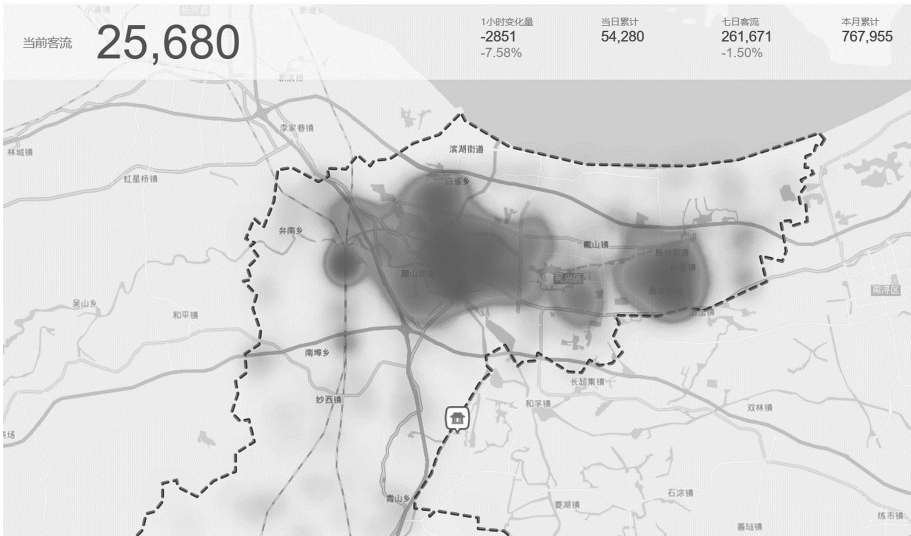 当前客流
25,680
1小时变化量
-2851
-7.58%
当日累计
54,280
七日客流
261,671
-1.50%
本月累计
767,955
李家巷镇
林城镇
滨湖街道
虹星桥镇
白雀乡
弁南乡
戴山镇
吴兴区
南浔区
吴山乡
和平镇
南埠乡
长超集镇
妙西镇
和孚镇
双林镇
青山乡
石淙镇
菱湖镇
善琏镇
练市镇